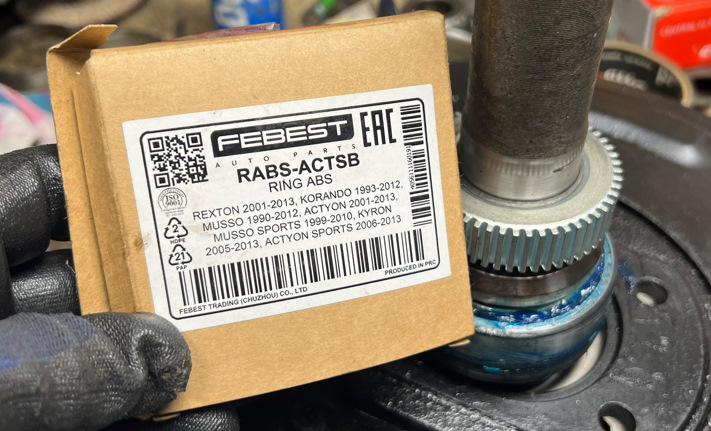 FEBEST
AUTO PARTS
EAC
RABS-ACTSB
RING ABS
REXTON 2001-2013, KORANDO 1993-2012,
MUSSO 1990-2012, ACTYON 2001-2013,
MUSSO SPORTS 1999-2010, KYRON
2005-2013, ACTYON SPORTS 2006-2013
ISO
9001
2
HDPE
21
PAP
FEBEST TRADING (CHUZHOU) CO., LTD
PRODUCED IN PRC